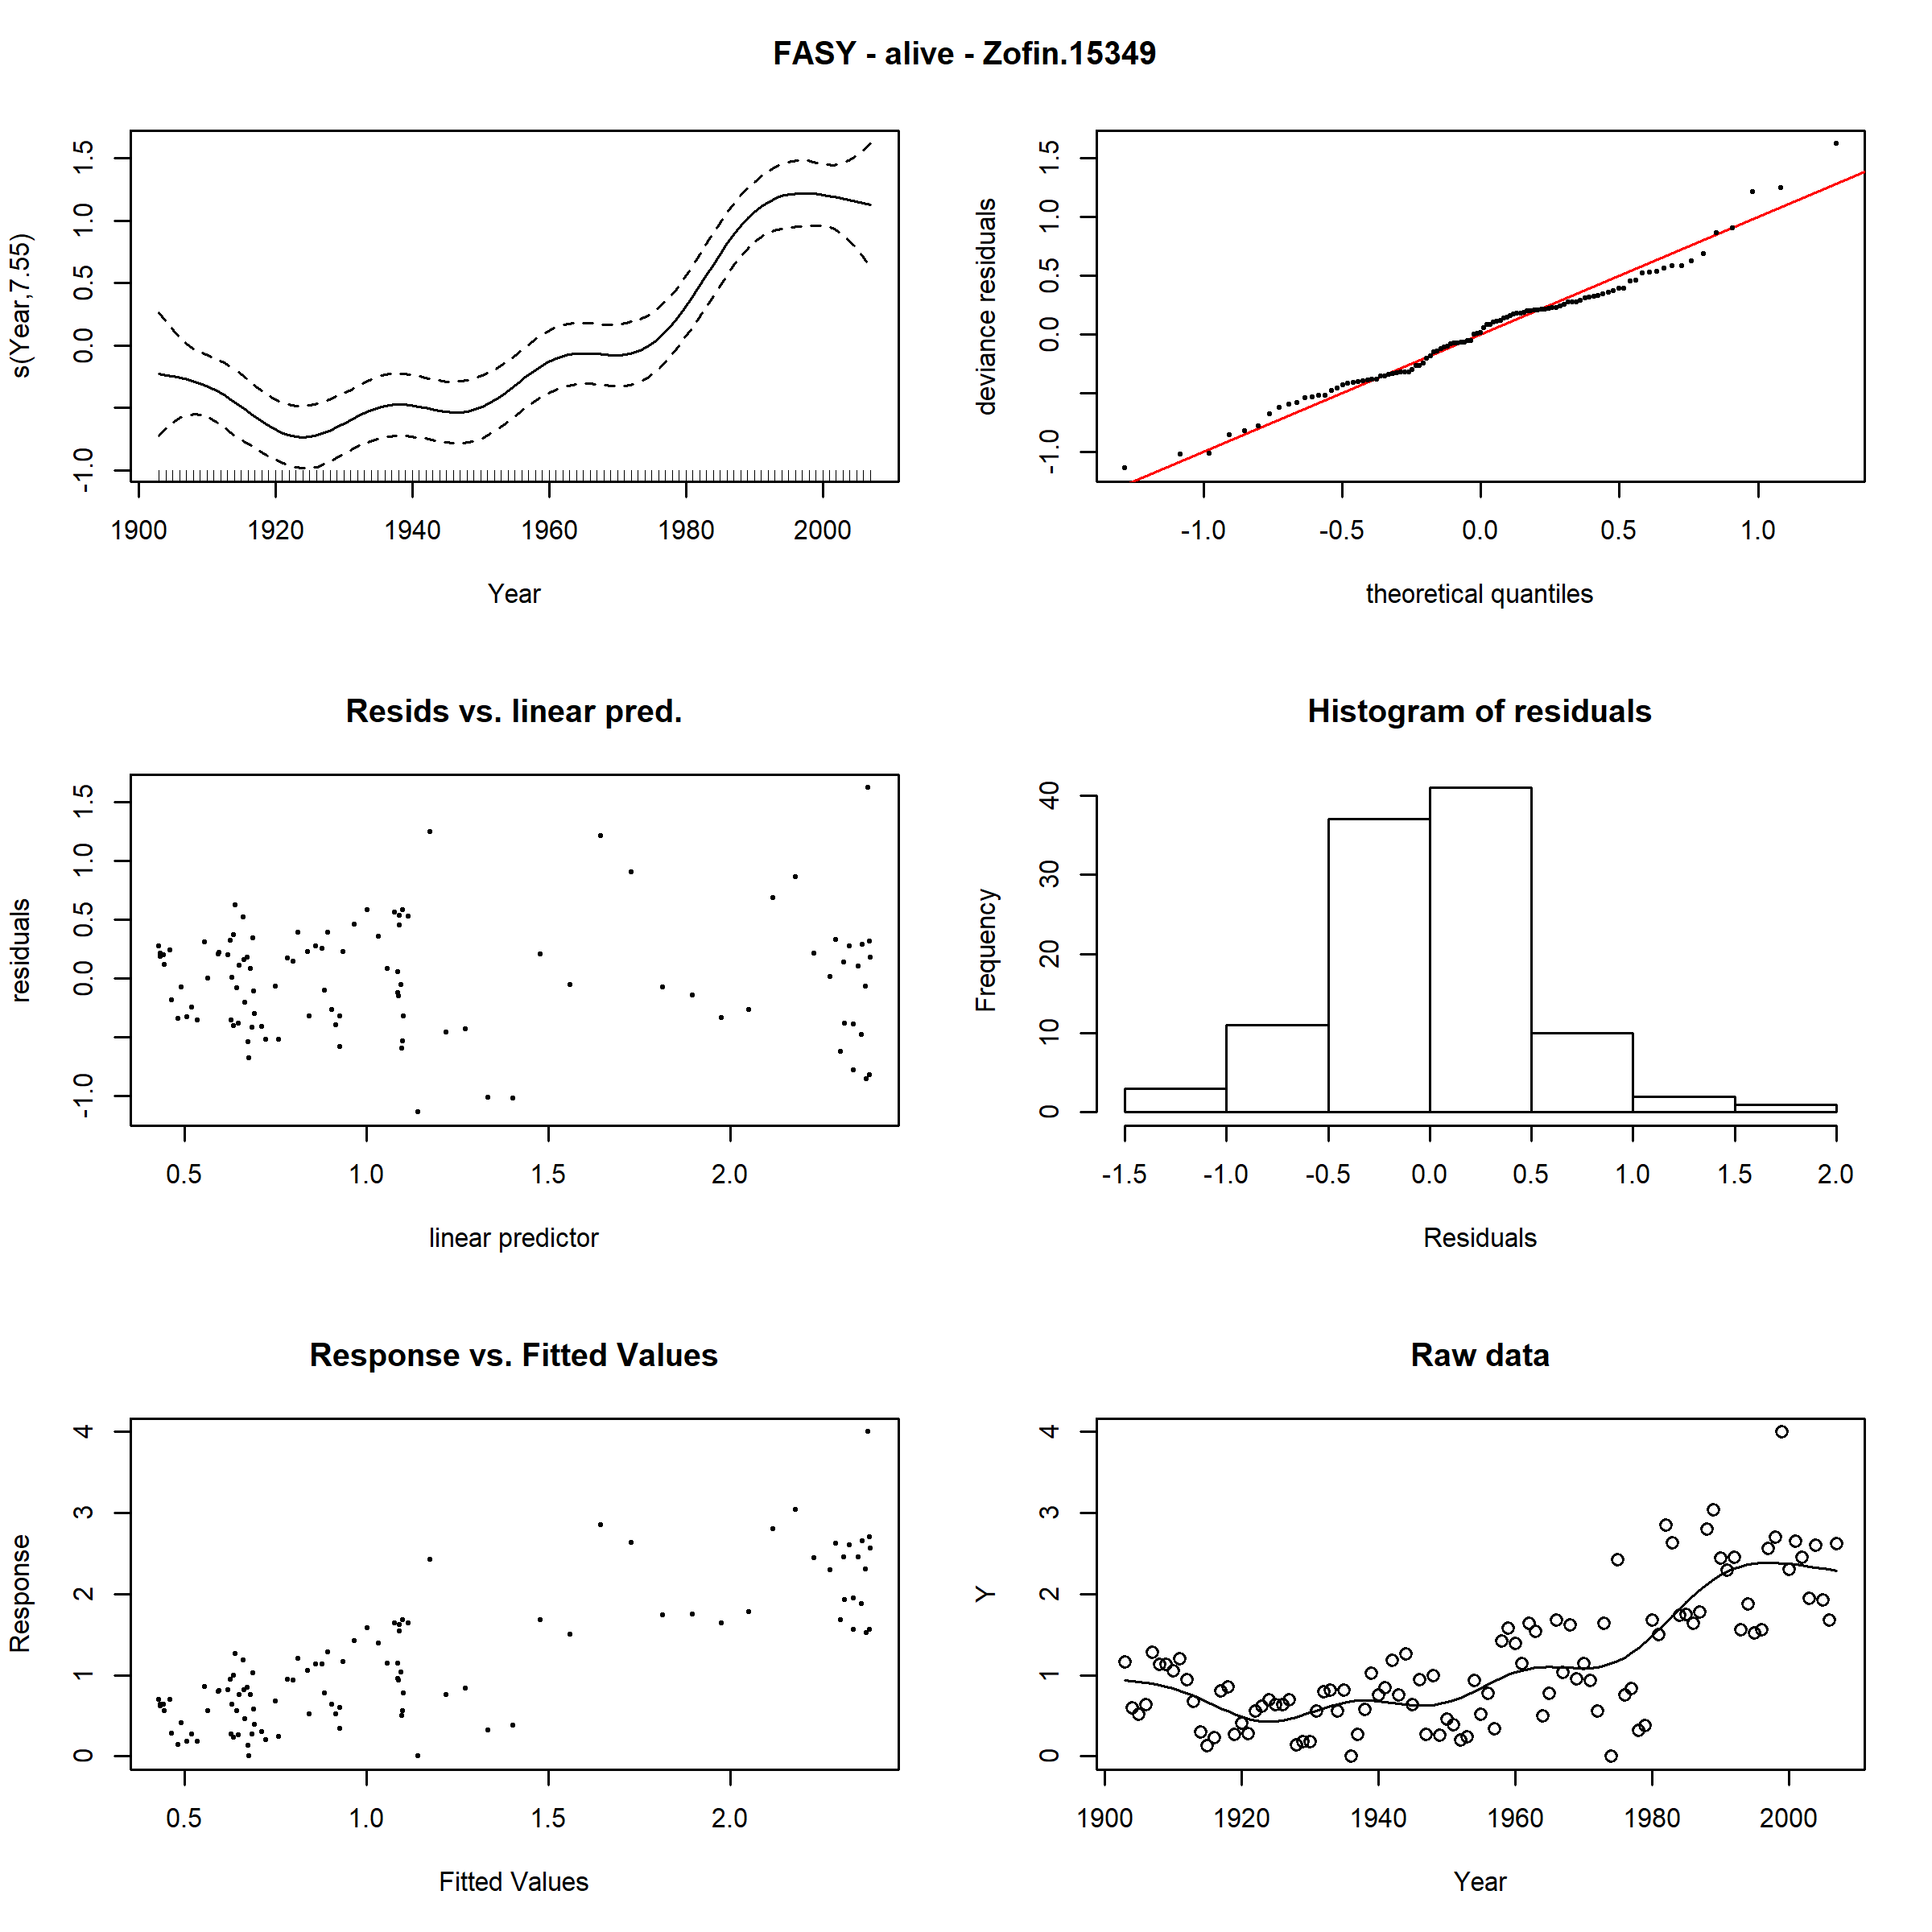 FASY - alive - Zofin.15349
s(Year,7.55)
-1.0 0.0 0.5 1.0 1.5
1900 1920 1940 1960 1980 2000
Year
deviance residuals
-1.0 0.0 0.5 1.0 1.5
-1.0 -0.5 0.0 0.5 1.0
theoretical quantiles
Resids vs. linear pred.
residuals
-1.0 0.0 0.5 1.0 1.5
0.5 1.0 1.5 2.0
linear predictor
Histogram of residuals
Frequency
0 10 20 30 40
-1.5 -1.0 -0.5 0.0 0.5 1.0 1.5 2.0
Residuals
Response vs. Fitted Values
Response
0 1 2 3 4
0.5 1.0 1.5 2.0
Fitted Values
Raw data
Y
0 1 2 3 4
1900 1920 1940 1960 1980 2000
Year